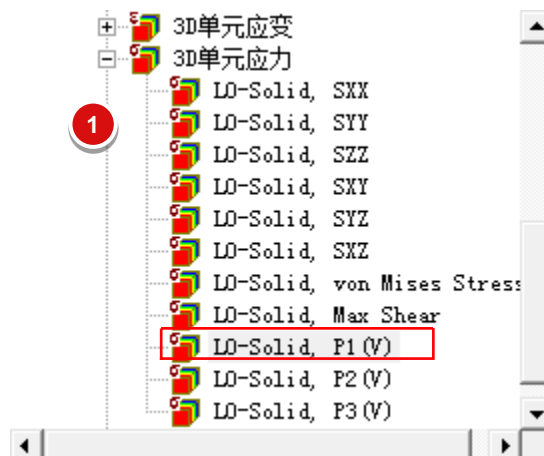 3D单元应变
3D单元应力
LO-Solid, SXX
1
LO-Solid, SYY
LO-Solid, SZZ
LO-Solid, SXY
LO-Solid, SYZ
LO-Solid, SXZ
LO-Solid, von Mises Stress
LO-Solid, Max Shear
LO-Solid, P1(V)
LO-Solid, P2(V)
LO-Solid, P3(V)